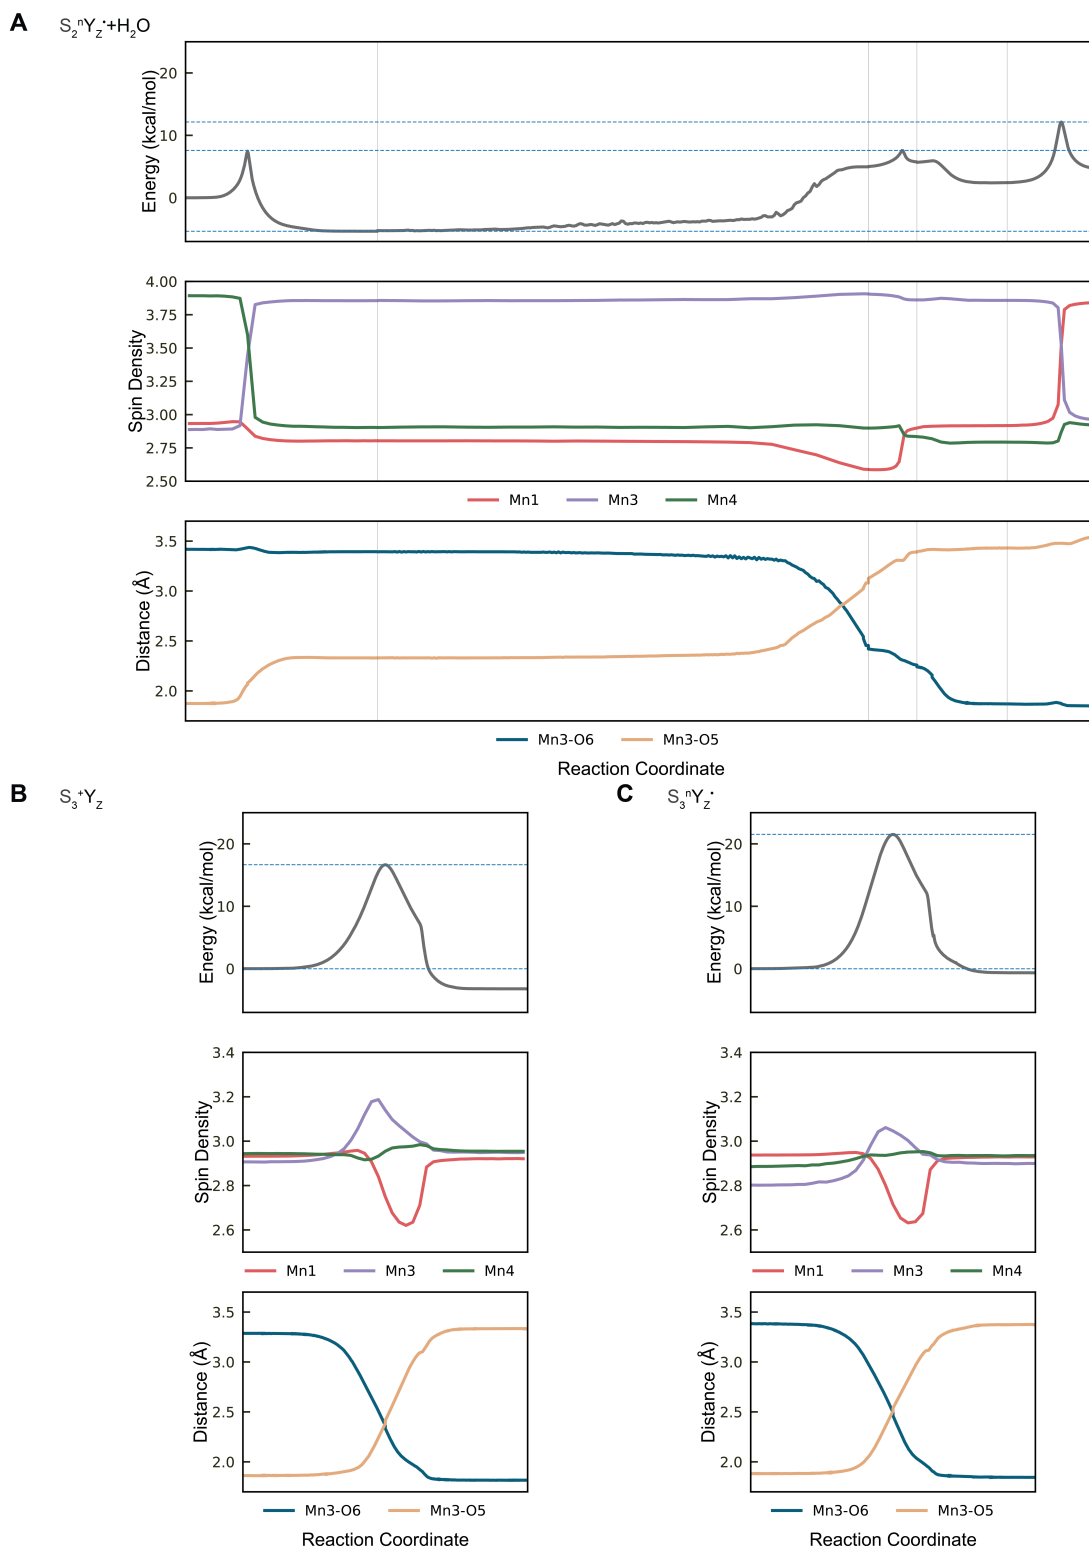 A S₂ⁿY_Z•+H₂O
Energy (kcal/mol)
20
10
0
Spin Density
4.00
3.75
3.50
3.25
3.00
2.75
2.50
Mn1 Mn3 Mn4
Distance (Å)
3.5
3.0
2.5
2.0
Mn3-O6 Mn3-O5
Reaction Coordinate
B S₃⁺Y_Z
Energy (kcal/mol)
20
10
0
Spin Density
3.4
3.2
3.0
2.8
2.6
Mn1 Mn3 Mn4
Distance (Å)
3.5
3.0
2.5
2.0
Mn3-O6 Mn3-O5
Reaction Coordinate
C S₃ⁿY_Z•
Energy (kcal/mol)
20
10
0
Spin Density
3.4
3.2
3.0
2.8
2.6
Mn1 Mn3 Mn4
Distance (Å)
3.5
3.0
2.5
2.0
Mn3-O6 Mn3-O5
Reaction Coordinate